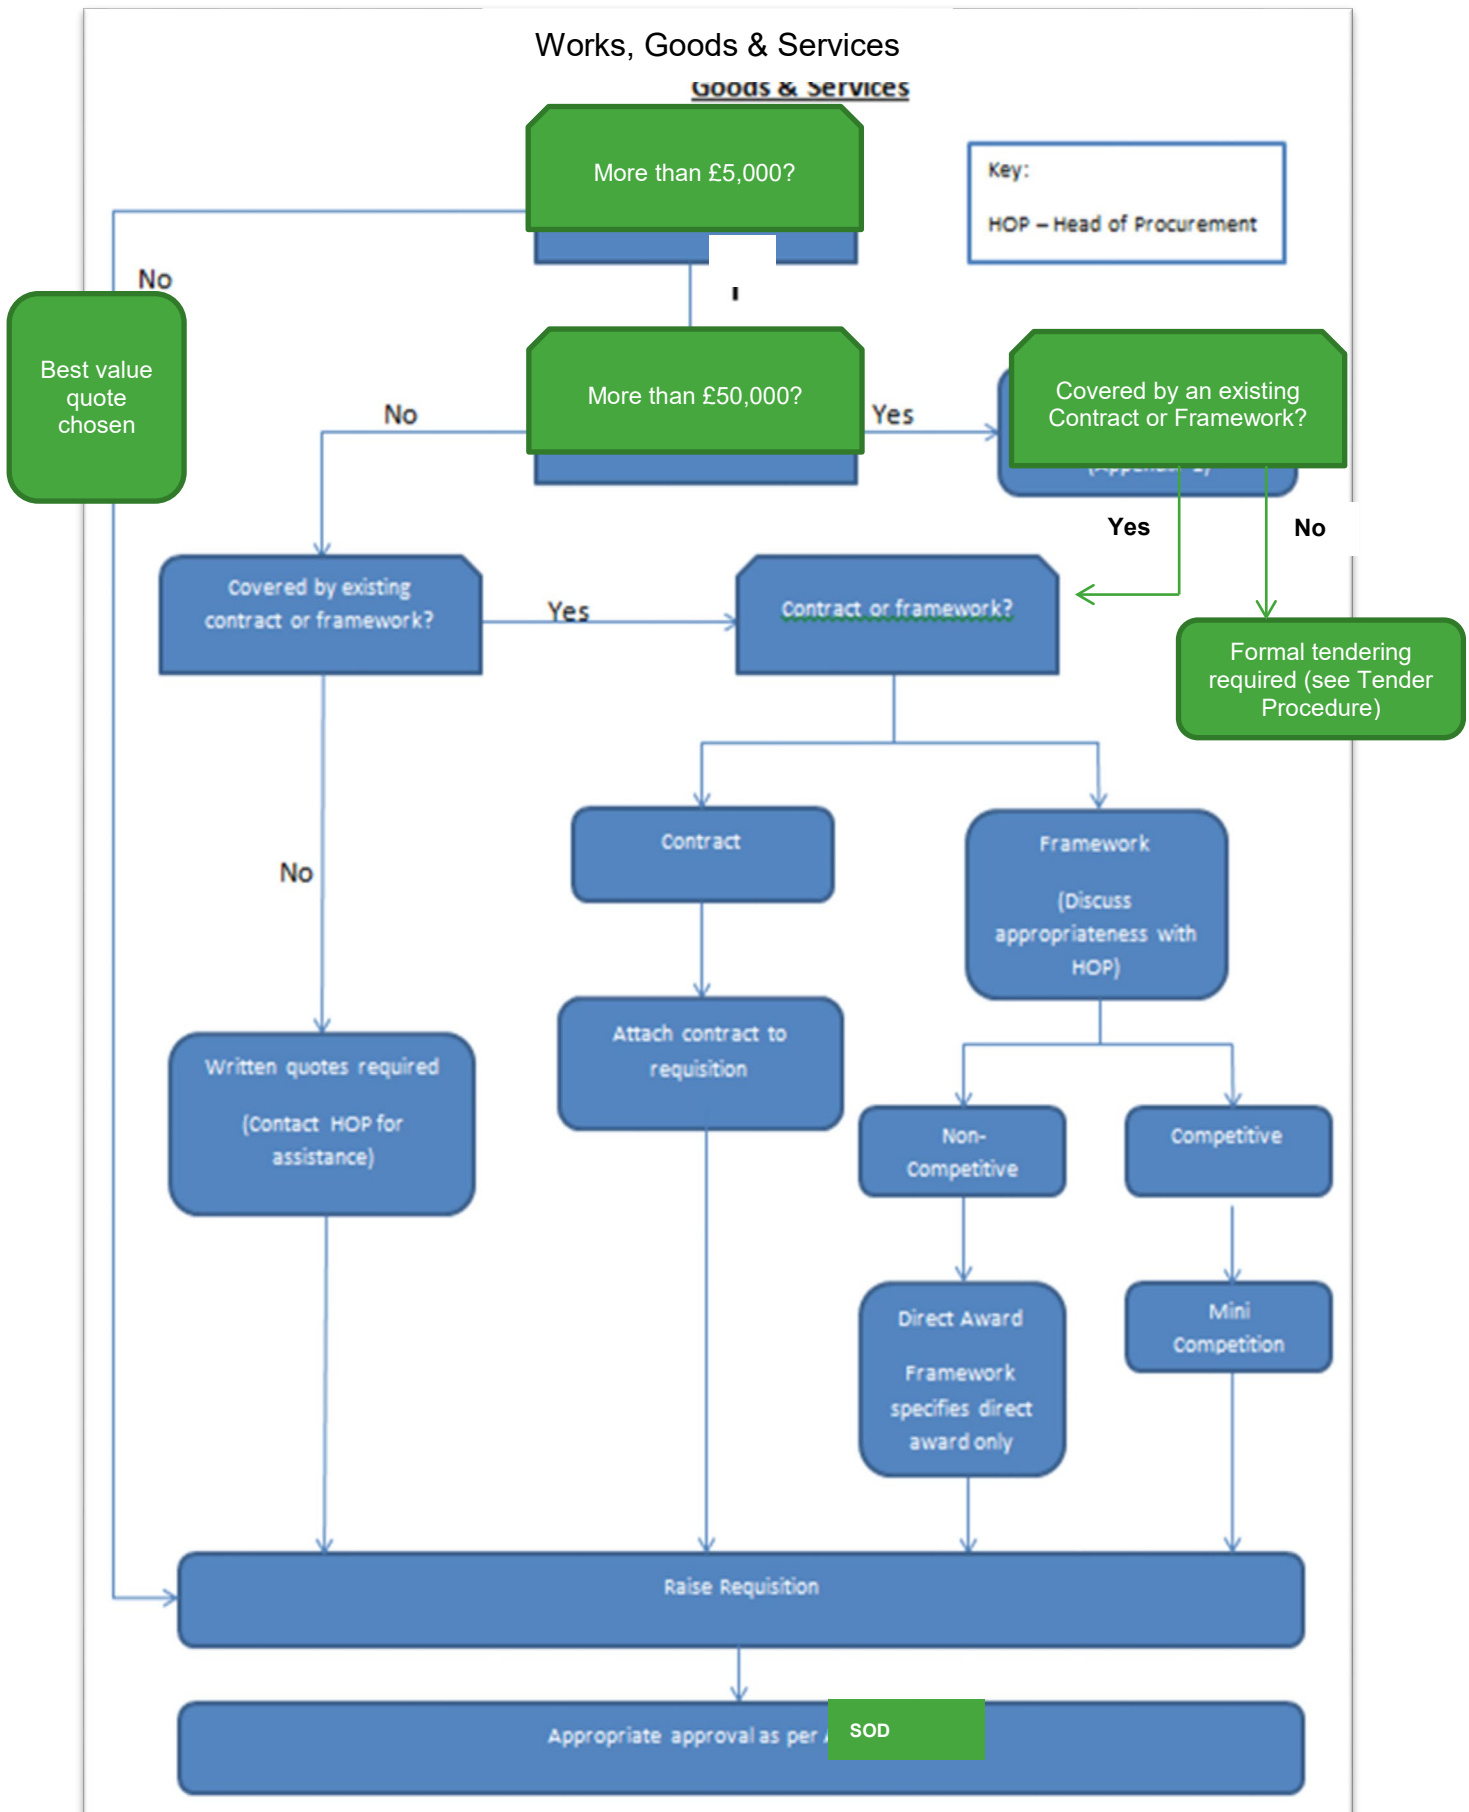 Works, Goods & Services
Goods & Services
More than £5,000?
Key:
HOP – Head of Procurement
No
Best value
quote
chosen
More than £50,000?
No
Yes
Covered by an existing
Contract or Framework?
Yes
No
Covered by existing
contract or framework?
Yes
Contract or framework?
Formal tendering
required (see Tender
Procedure)
No
Contract
Framework
(Discuss
appropriateness with
HOP)
Attach contract to
requisition
Written quotes required
(Contact HOP for
assistance)
Non-
Competitive
Competitive
Direct Award
Framework
specifies direct
award only
Mini
Competition
Raise Requisition
Appropriate approval as per
SOD